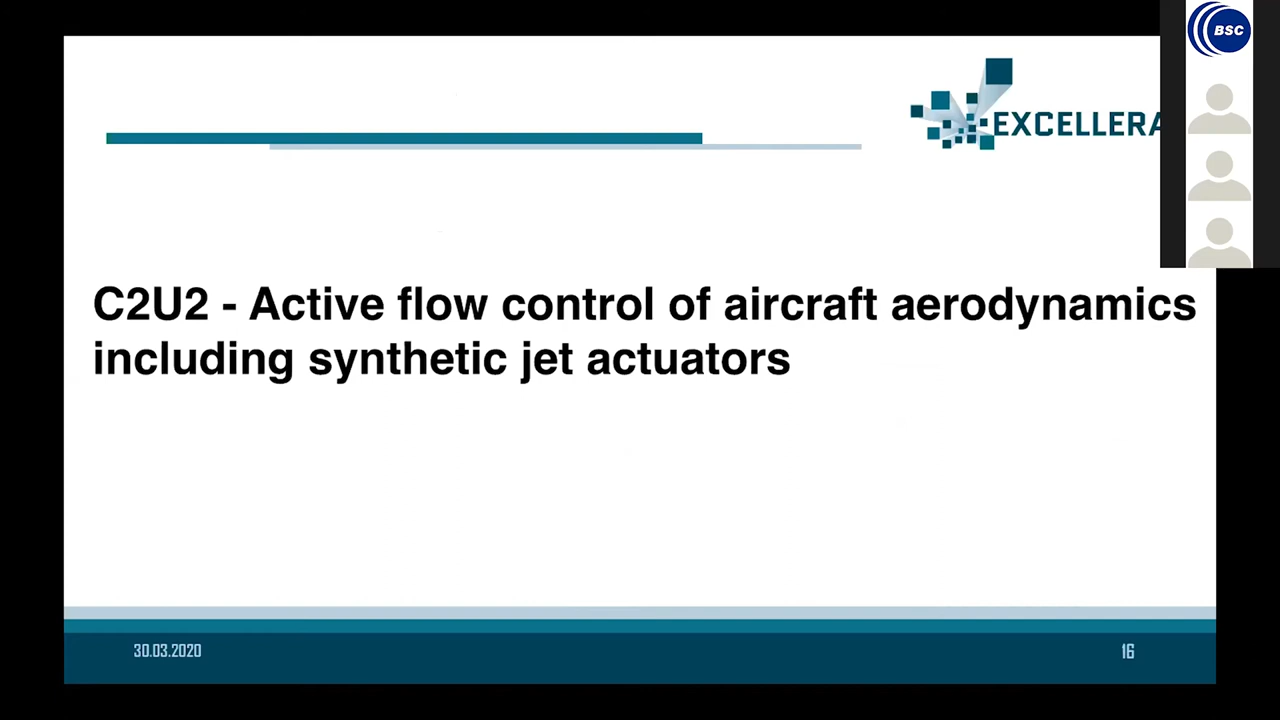 BSC
EXCELLERA
C2U2 - Active flow control of aircraft aerodynamics
including synthetic jet actuators
30.03.2020
16